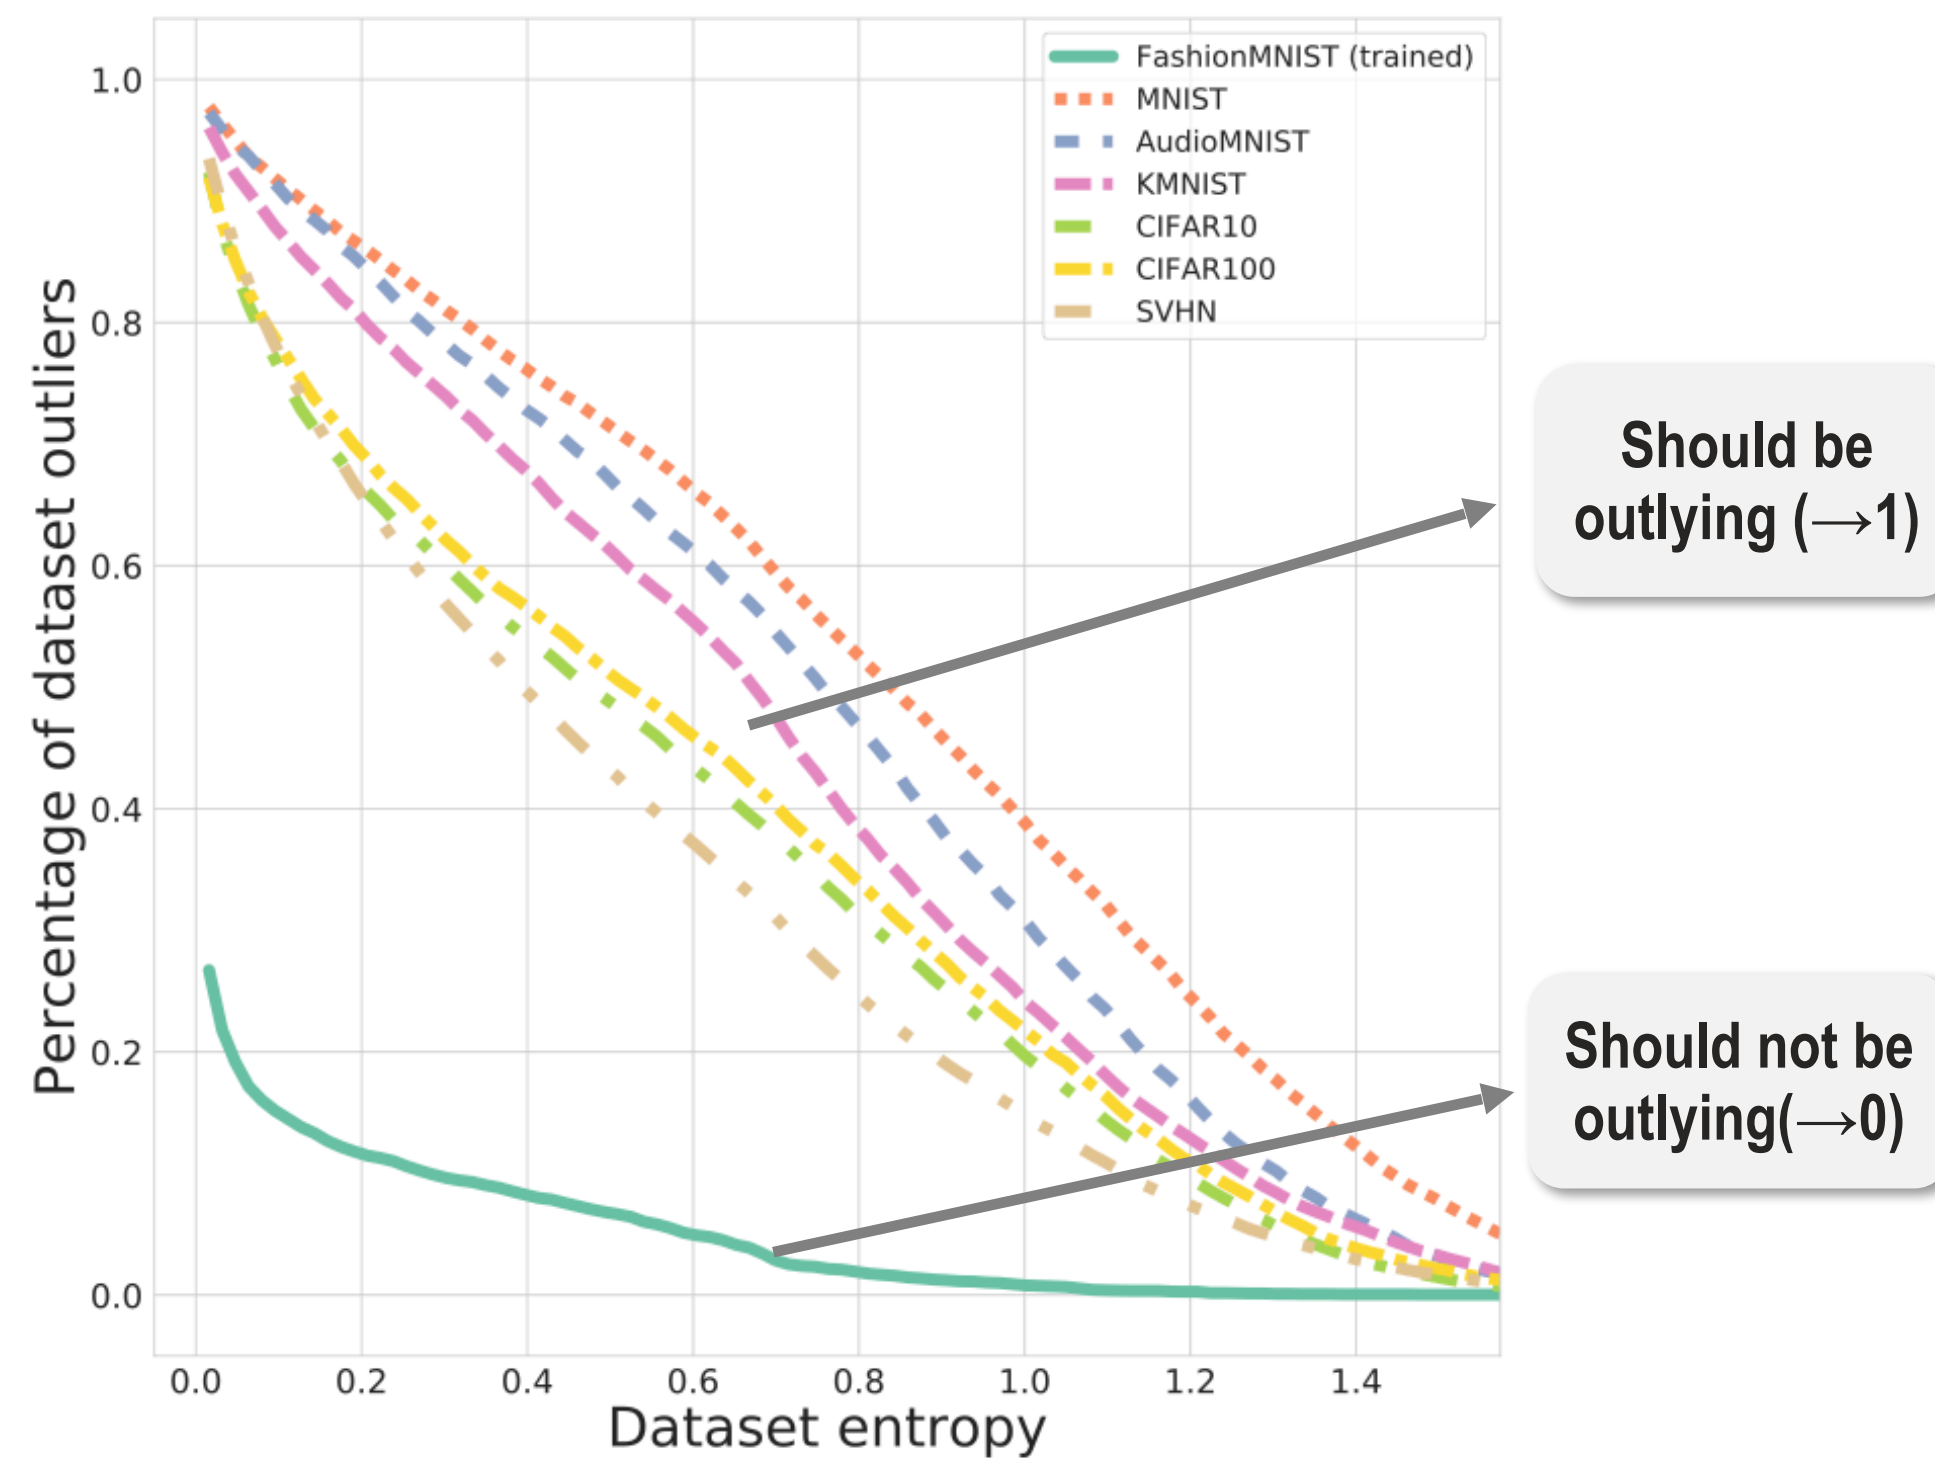 FashionMNIST (trained)
MNIST
AudioMNIST
KMNIST
CIFAR10
CIFAR100
SVHN
Percentage of dataset outliers
1.0
0.8
0.6
0.4
0.2
0.0
0.0 0.2 0.4 0.6 0.8 1.0 1.2 1.4
Dataset entropy
Should be
outlying (→1)
Should not be
outlying(→0)